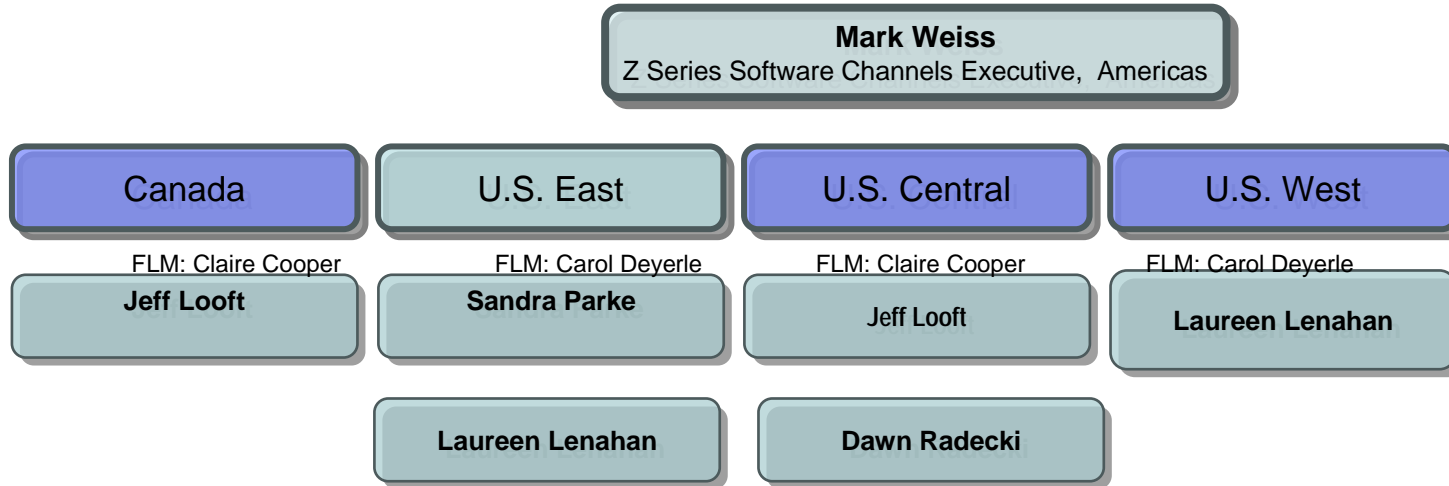 Mark Weiss
Z Series Software Channels Executive, Americas
Canada
U.S. East
U.S. Central
U.S. West
FLM: Claire Cooper
FLM: Carol Deyerle
FLM: Claire Cooper
FLM: Carol Deyerle
Jeff Looft
Sandra Parke
Jeff Looft
Laureen Lenahan
Laureen Lenahan
Dawn Radecki